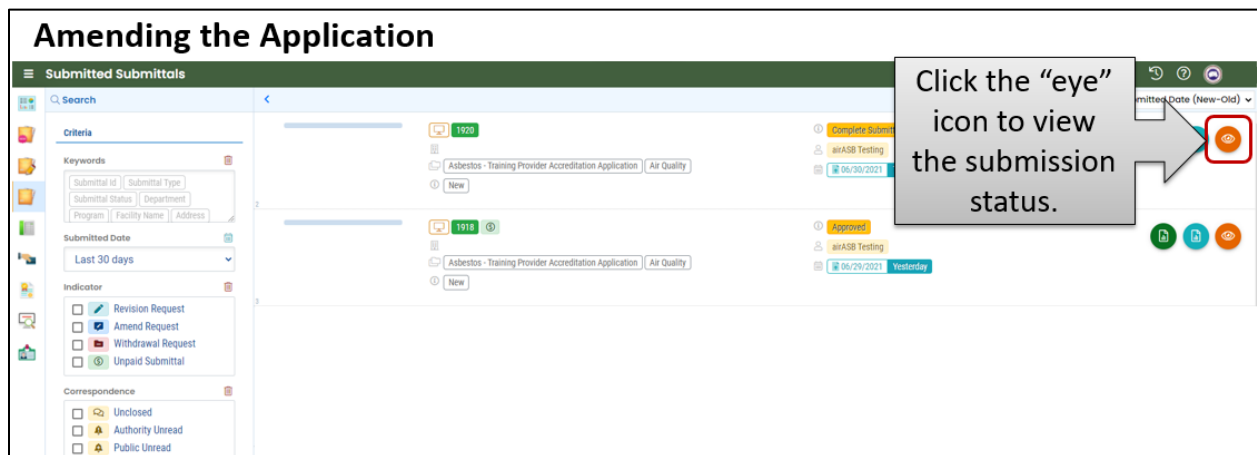 Amending the Application
Submitted Submittals
Click the “eye”
icon to view
the submission
status.
Search
mitted Date (New-Old)
Criteria
Keywords
Submittal Id Submittal Type
Submittal Status Department
Program Facility Name Address
Submitted Date
Last 30 days
Indicator
Revision Request
Amend Request
Withdrawal Request
Unpaid Submittal
Correspondence
Unclosed
Authority Unread
Public Unread
1920
Asbestos - Training Provider Accreditation Application Air Quality
New
2
Complete Submitt
airASB Testing
06/30/2021
1918
Asbestos - Training Provider Accreditation Application Air Quality
New
3
Approved
airASB Testing
06/29/2021 Yesterday